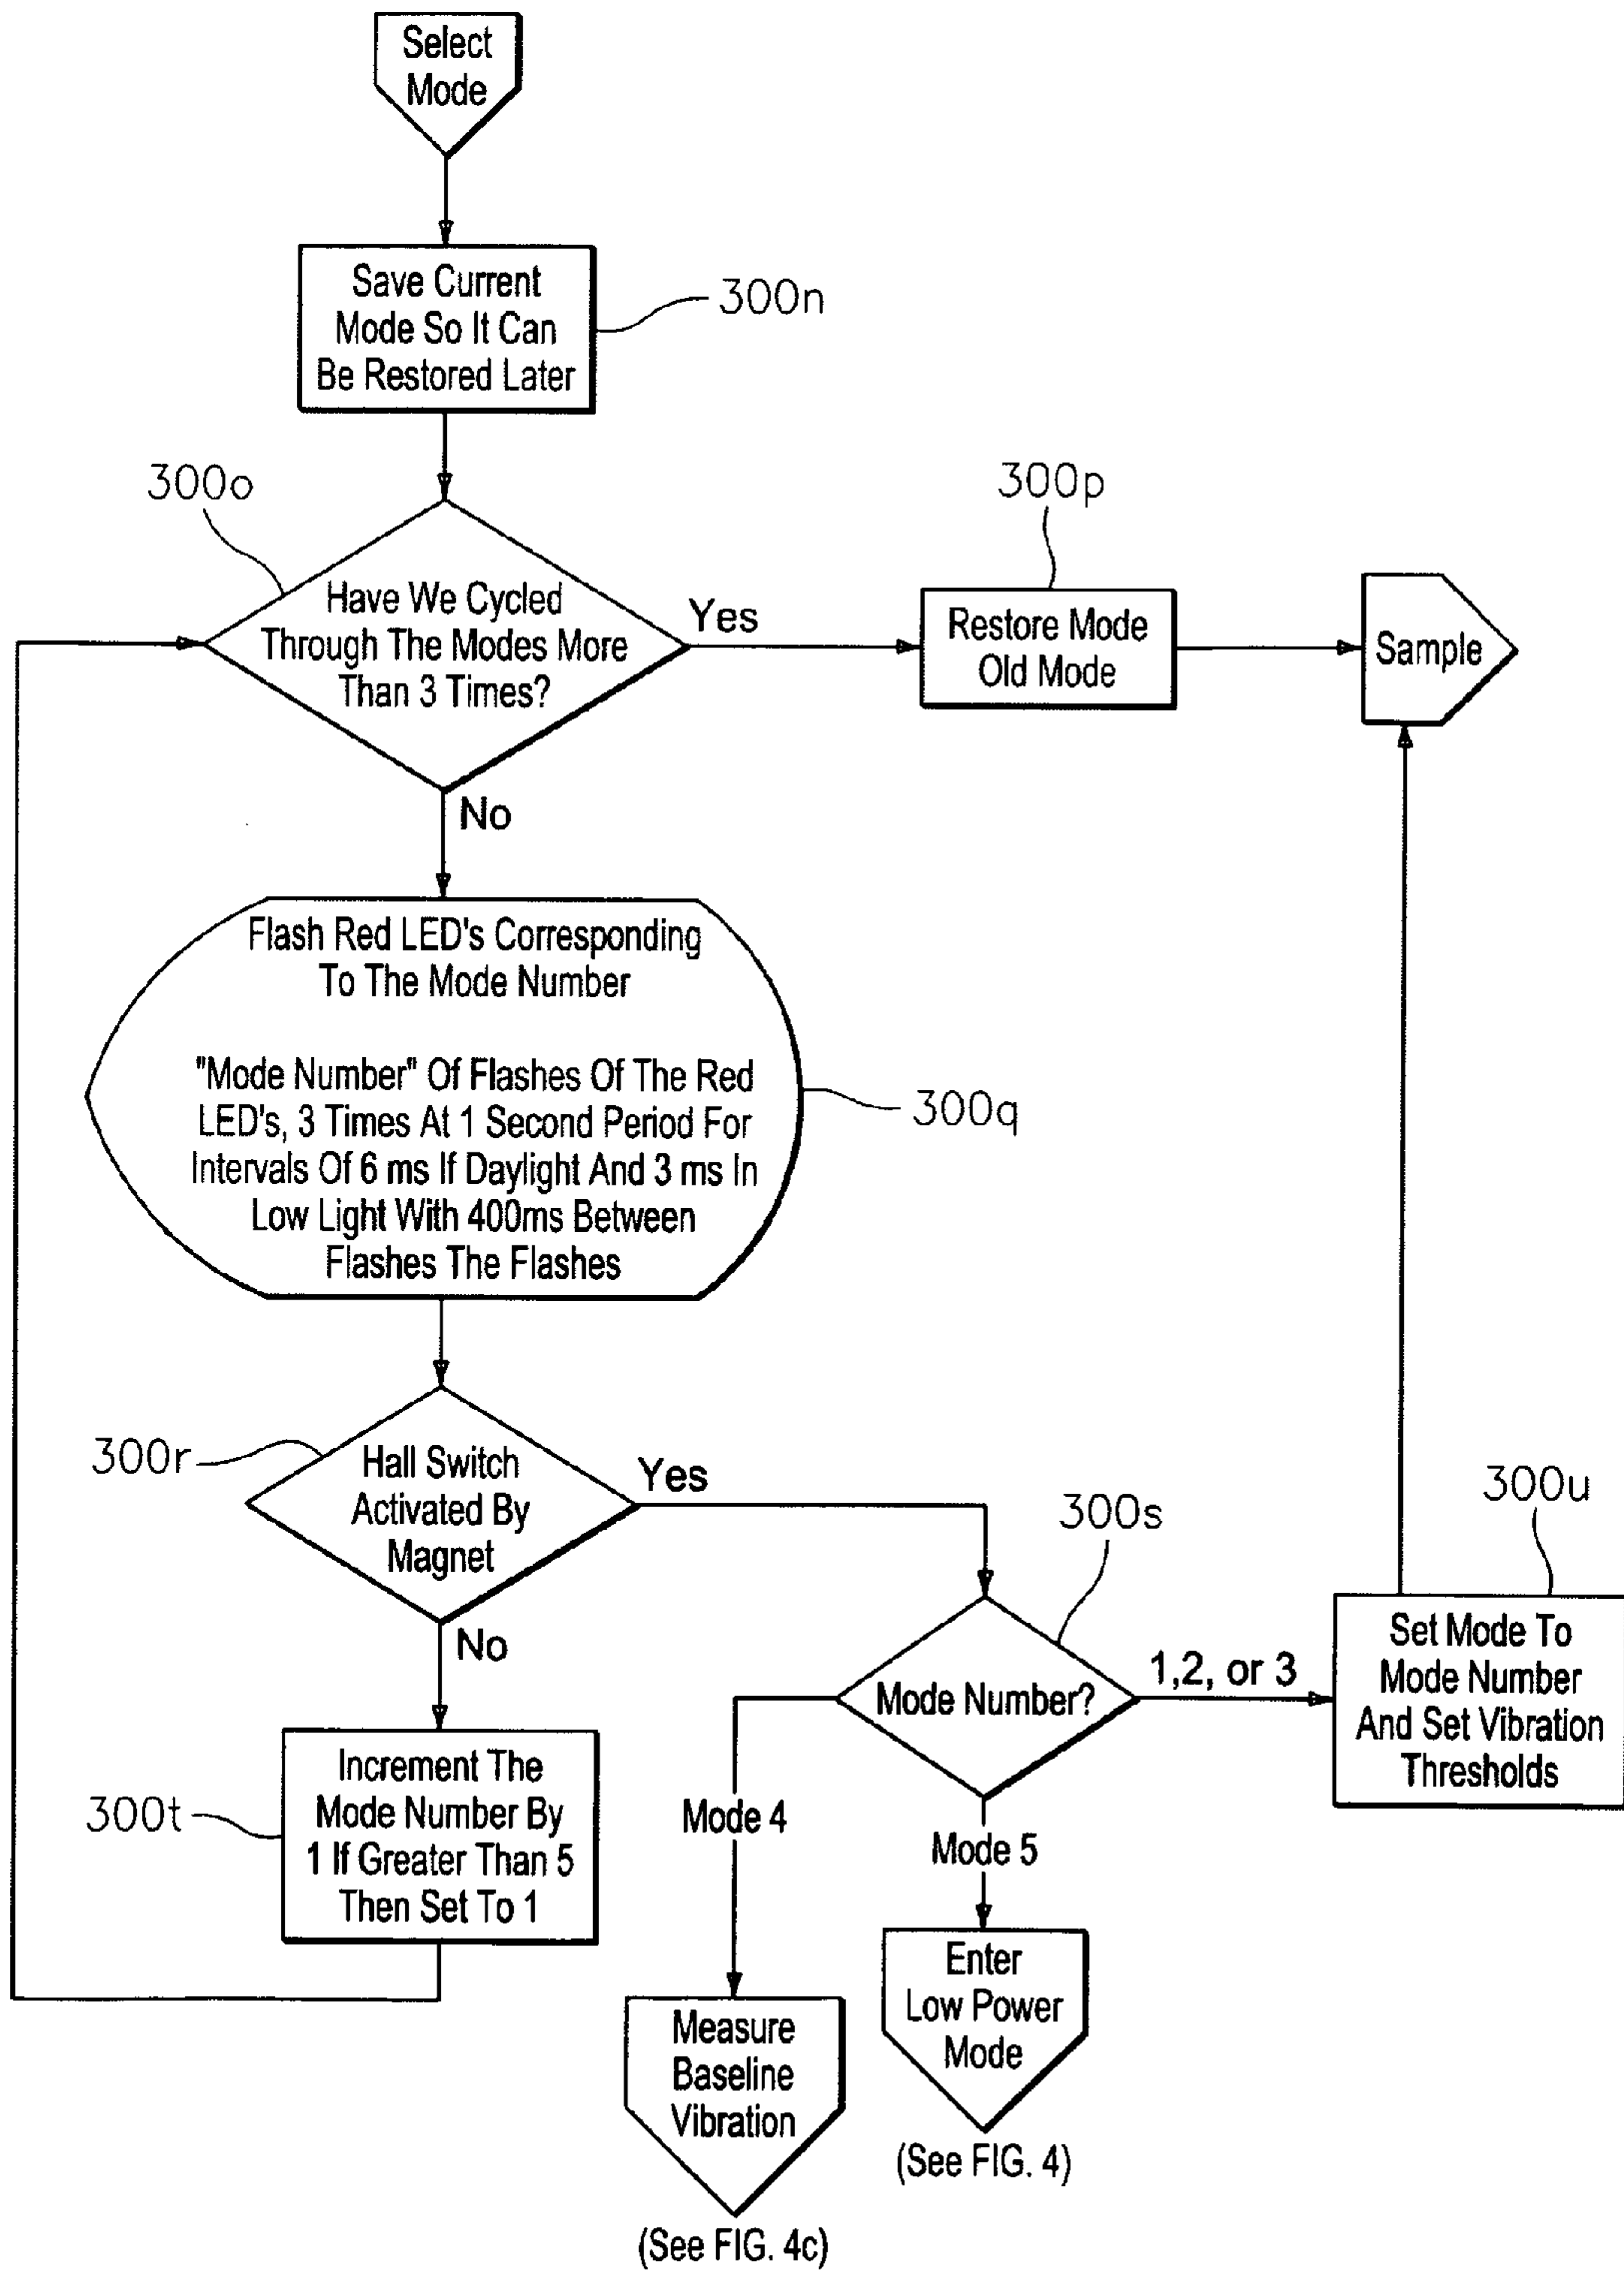 Select
Mode
Save Current
Mode So It Can
Be Restored Later
300n
300o
Have We Cycled
Through The Modes More
Than 3 Times?
Yes
300p
Restore Mode
Old Mode
Sample
No
Flash Red LED's Corresponding
To The Mode Number
"Mode Number" Of Flashes Of The Red
LED's, 3 Times At 1 Second Period For
Intervals Of 6 ms If Daylight And 3 ms In
Low Light With 400ms Between
Flashes The Flashes
300q
300r
Hall Switch
Activated By
Magnet
Yes
300s
No
Mode Number?
1,2, or 3
300u
Set Mode To
Mode Number
And Set Vibration
Thresholds
300t
Increment The
Mode Number By
1 If Greater Than 5
Then Set To 1
Mode 4
Mode 5
Measure
Baseline
Vibration
(See FIG. 4c)
Enter
Low Power
Mode
(See FIG. 4)